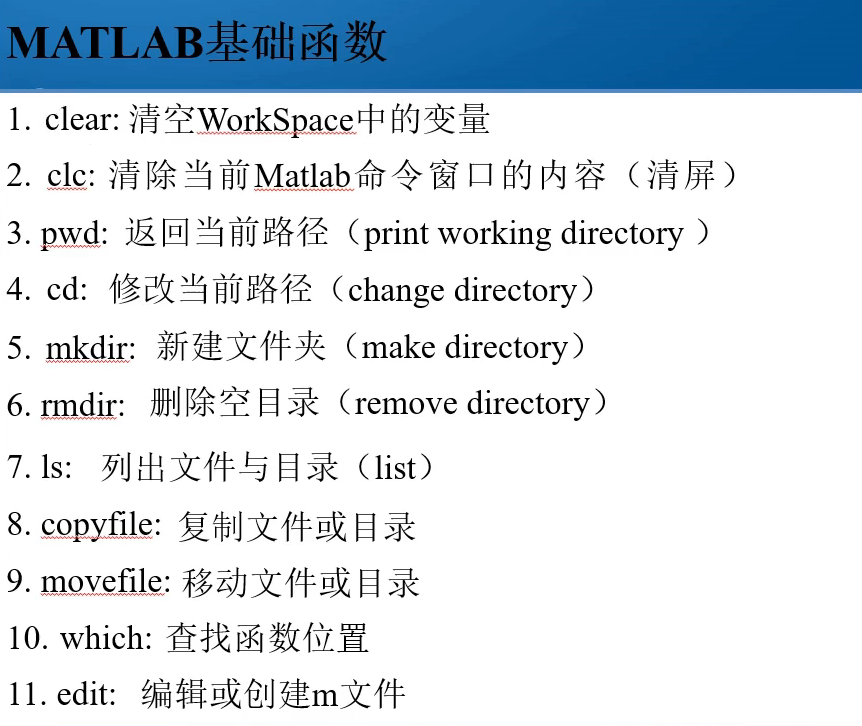 MATLAB基础函数
1. clear: 清空WorkSpace中的变量
2. clc: 清除当前Matlab命令窗口的内容（清屏）
3. pwd: 返回当前路径（print working directory ）
4. cd: 修改当前路径（change directory）
5. mkdir: 新建文件夹（make directory）
6. rmdir: 删除空目录（remove directory）
7. ls: 列出文件与目录（list）
8. copyfile: 复制文件或目录
9. movefile: 移动文件或目录
10. which: 查找函数位置
11. edit: 编辑或创建m文件